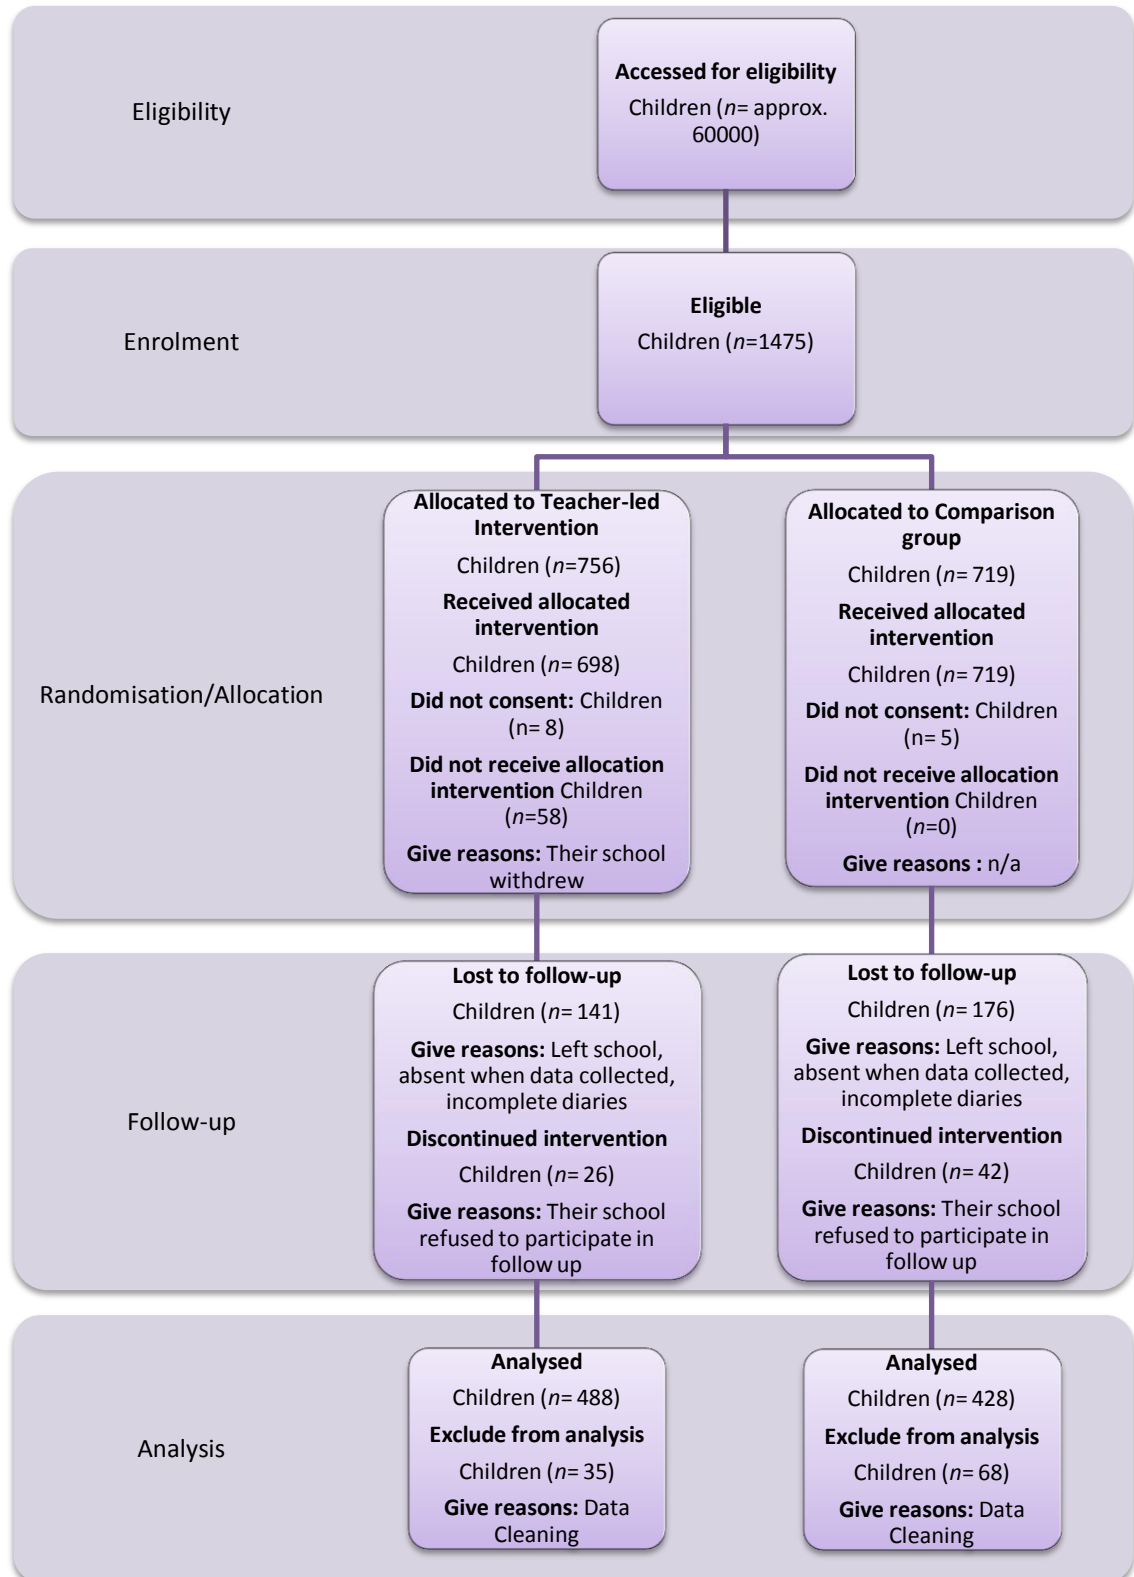 Eligibility
Accessed for eligibility
Children (n= approx.
60000)
Enrolment
Eligible
Children (n=1475)
Randomisation/Allocation
Allocated to Teacher-led
Intervention
Children (n=756)
Received allocated
intervention
Children (n= 698)
Did not consent: Children
(n= 8)
Did not receive allocation
intervention Children
(n=58)
Give reasons: Their school
withdrew
Allocated to Comparison
group
Children (n= 719)
Received allocated
intervention
Children (n= 719)
Did not consent: Children
(n= 5)
Did not receive allocation
intervention Children
(n=0)
Give reasons : n/a
Follow-up
Lost to follow-up
Children (n= 141)
Give reasons: Left school,
absent when data collected,
incomplete diaries
Discontinued intervention
Children (n= 26)
Give reasons: Their school
refused to participate in
follow up
Lost to follow-up
Children (n= 176)
Give reasons: Left school,
absent when data collected,
incomplete diaries
Discontinued intervention
Children (n= 42)
Give reasons: Their school
refused to participate in
follow up
Analysis
Analysed
Children (n= 488)
Exclude from analysis
Children (n= 35)
Give reasons: Data
Cleaning
Analysed
Children (n= 428)
Exclude from analysis
Children (n= 68)
Give reasons: Data
Cleaning